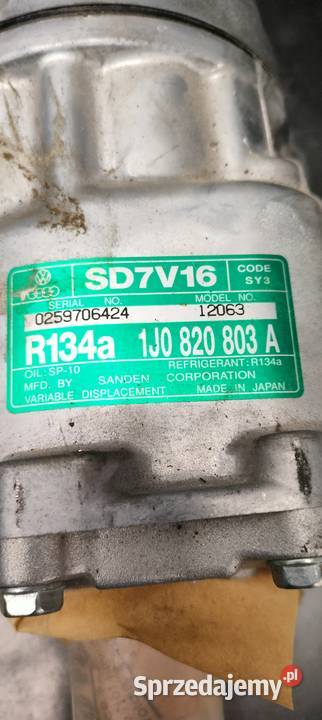 SD7V16
CODE
SY3
SERIAL NO.
MODEL NO.
0259706424
12063
R134a
1J0 820 803 A
OIL: SP-10
REFRIGERANT: R134a
MFD. BY SANDEN CORPORATION
VARIABLE DISPLACEMENT
MADE IN JAPAN
Sprzedajemy.pl